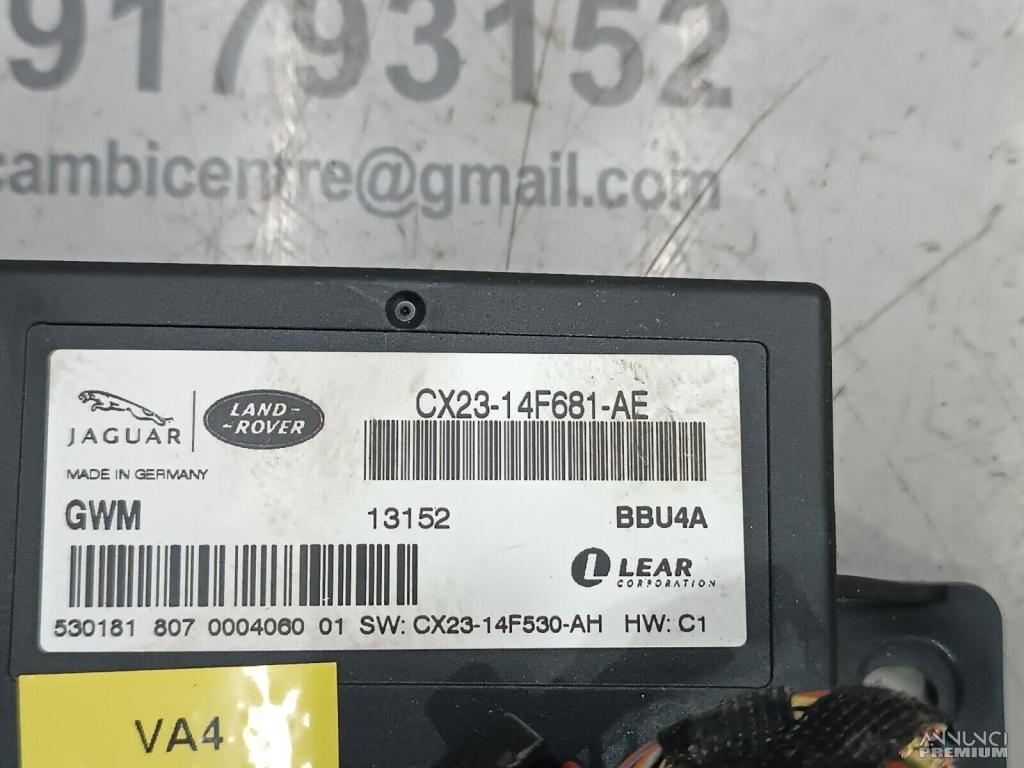 91793152
cambicentre@gmail.com
JAGUAR
LAND-
-ROVER
CX23-14F681-AE
MADE IN GERMANY
GWM 13152 BBU4A
LEAR
CORPORATION
530181 807 0004060 01 SW: CX23-14F530-AH HW: C1
VA4
ANNUNCI
PREMIUM